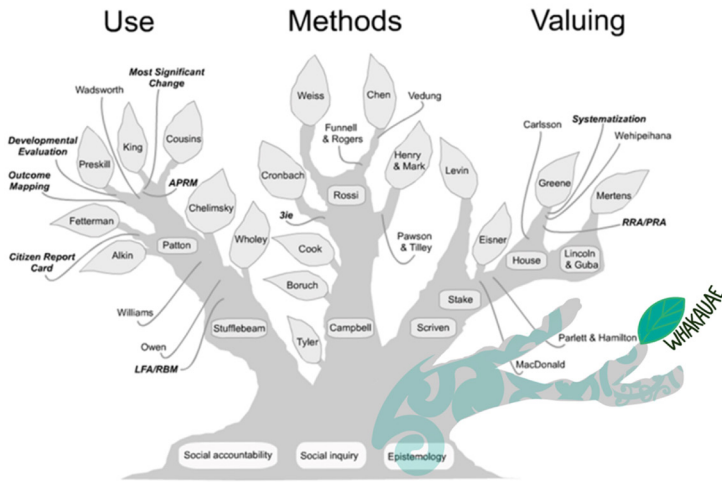 Use
Methods
Valuing
Most Significant
Change
Wadsworth
Developmental
Evaluation
Outcome
Mapping
Preskill
King
Cousins
APRM
Fetterman
Citizen Report
Card
Alkin
Patton
Chelimsky
Wholey
Williams
Owen
LFA/RBM
Stufflebeam
Weiss
Chen
Vedung
Funnell
& Rogers
Henry
& Mark
Cronbach
Rossi
3ie
Cook
Pawson
& Tilley
Boruch
Tyler
Campbell
Levin
Carlsson
Systematization
Wehipeihana
Greene
Mertens
RRA/PRA
Eisner
House
Lincoln
& Guba
Stake
Scriven
Parlett & Hamilton
MacDonald
WHAKAUAE
Social accountability
Social inquiry
Epistemology